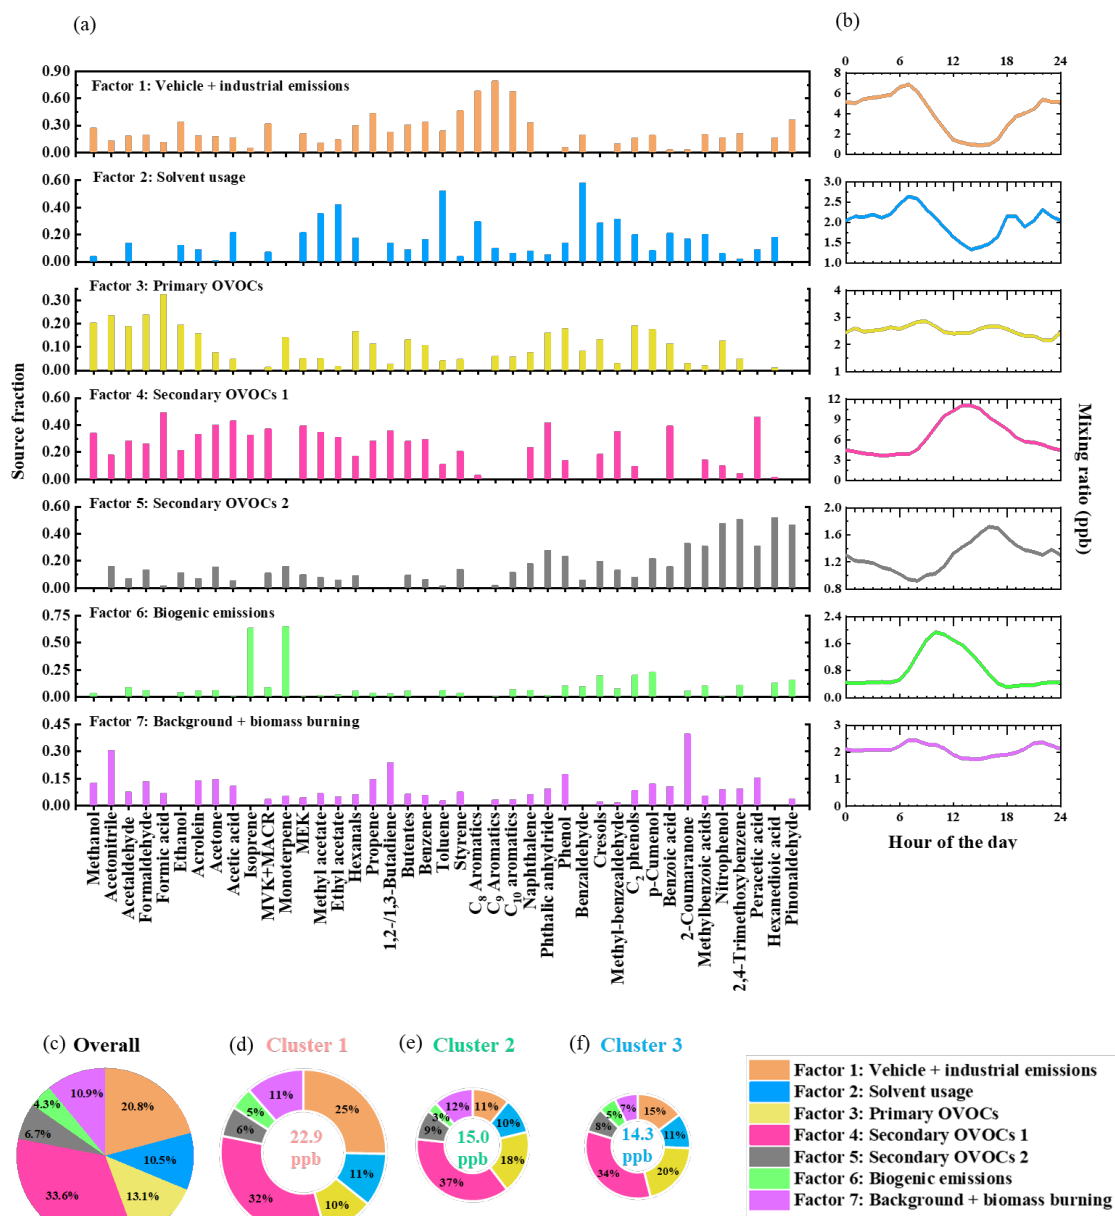 (a)
(b)
Source fraction
0.90
0.60
0.30
0.00
Factor 1: Vehicle + industrial emissions
0.60
0.40
0.20
0.00
Factor 2: Solvent usage
0.30
0.20
0.10
0.00
Factor 3: Primary OVOCs
0.60
0.40
0.20
0.00
Factor 4: Secondary OVOCs 1
0.60
0.40
0.20
0.00
Factor 5: Secondary OVOCs 2
0.75
0.50
0.25
0.00
Factor 6: Biogenic emissions
0.45
0.30
0.15
0.00
Factor 7: Background + biomass burning
Methanol
Acetonitrile
Acetaldehyde
Formaldehyde
Formic acid
Ethanol
Acrolein
Acetone
Acetic acid
Isoprene
MVK+MACR
Monoterpene
MEK
Methyl acetate
Ethyl acetate
Hexanals
Propene
1,2-/1,3-Butadiene
Butentes
Benzene
Toluene
Styrene
C8 Aromatics
C9 Aromatics
C10 aromatics
Naphthalene
Phthalic anhydride
Phenol
Benzaldehyde
Cresols
Methyl-benzealdehyde
C2 phenols
p-Cumenol
Benzoic acid
2-Coumaranone
Methylbenzoic acids
Nitrophenol
2,4-Trimethoxybenzene
Peracetic acid
Hexanedioic acid
Pinonaldehyde
0 6 12 18 24
8
6
4
2
0
3.0
2.5
2.0
1.5
1.0
4
3
2
1
12
9
6
3
0
2.0
1.6
1.2
0.8
2.4
1.6
0.8
0.0
3
2
1
0
0 6 12 18 24
Hour of the day
Mixing ratio (ppb)
(c) Overall
20.8%
10.5%
13.1%
33.6%
6.7%
4.3%
10.9%
(d) Cluster 1
25%
11%
10%
32%
6%
5%
11%
22.9
ppb
(e) Cluster 2
11%
10%
18%
37%
9%
3%
12%
15.0
ppb
(f) Cluster 3
15%
11%
20%
34%
8%
5%
7%
14.3
ppb
Factor 1: Vehicle + industrial emissions
Factor 2: Solvent usage
Factor 3: Primary OVOCs
Factor 4: Secondary OVOCs 1
Factor 5: Secondary OVOCs 2
Factor 6: Biogenic emissions
Factor 7: Background + biomass burning